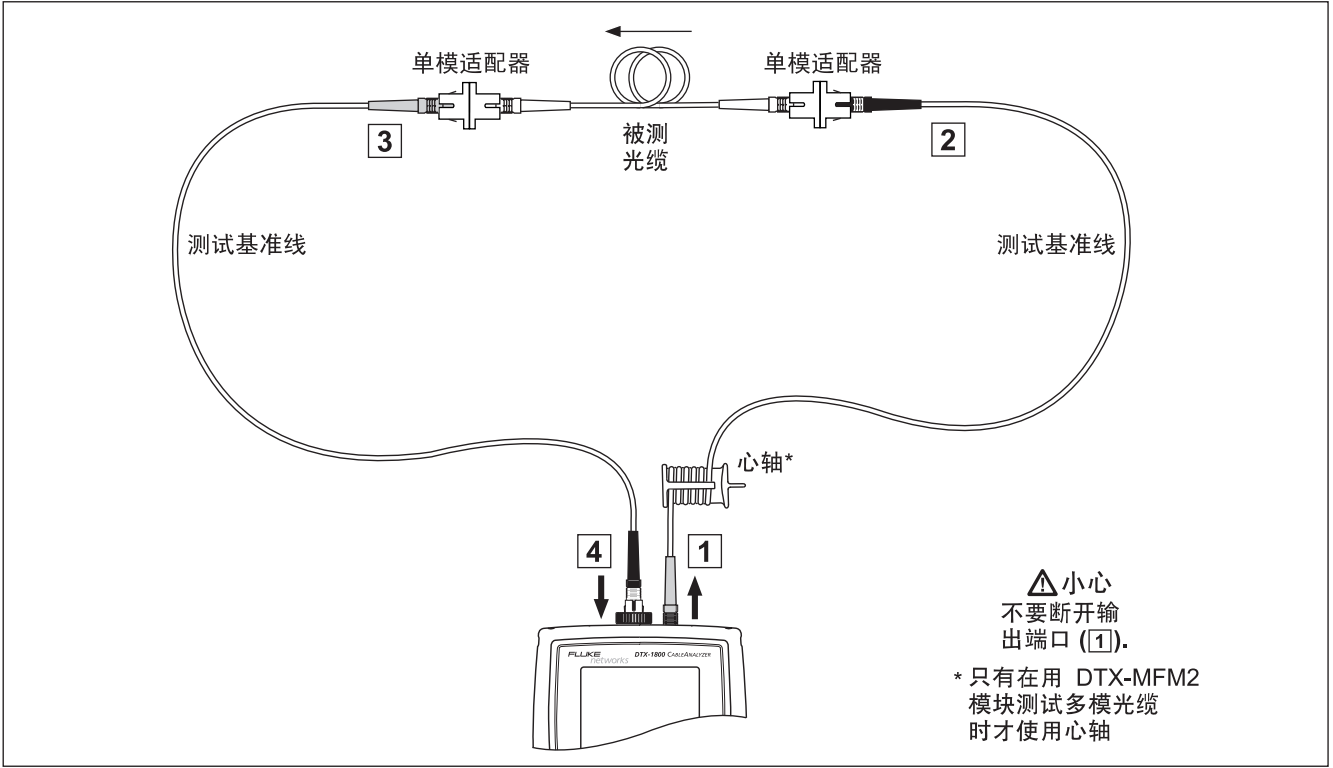 单模适配器
单模适配器
3
被测
光缆
2
测试基准线
测试基准线
心轴*
4
1
FLUKE
networks
DTX-1800 CABLEANALYZER
小心
不要断开输
出端口 (1).
* 只有在用 DTX-MFM2
模块测试多模光缆
时才使用心轴